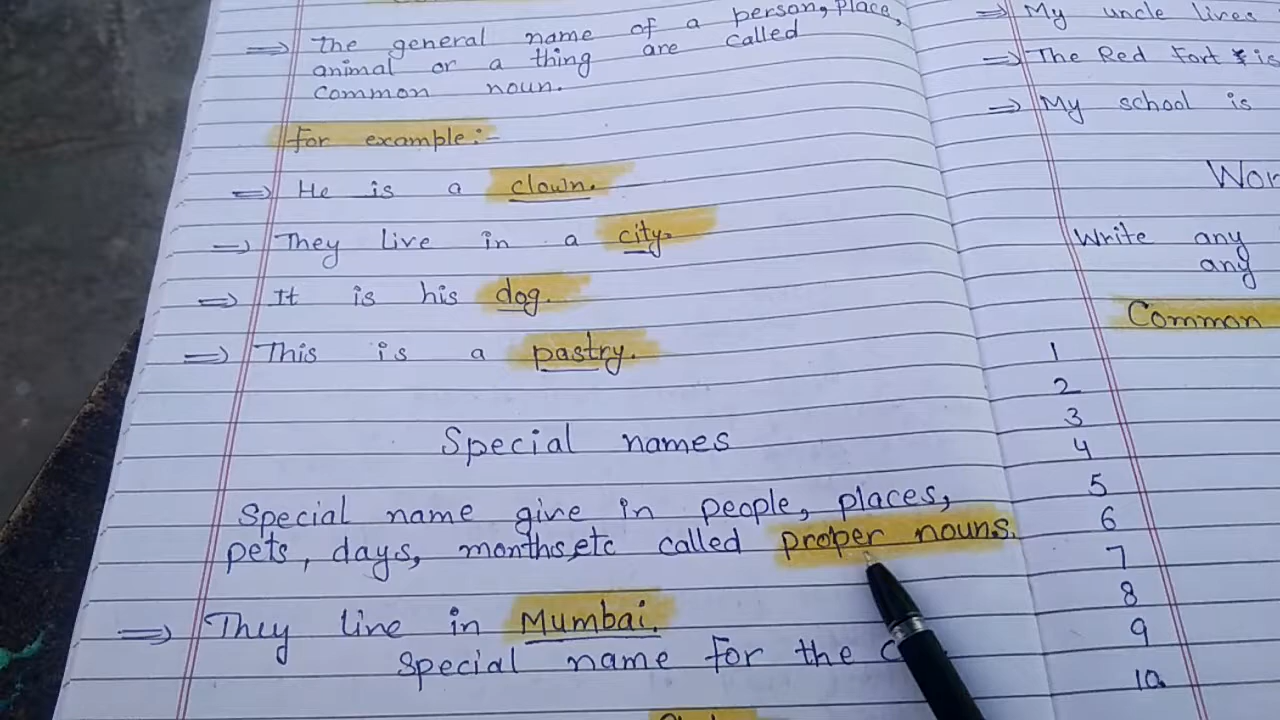 ⇒ The general name of a person, place,
animal or a thing are called
common noun.
for example:-
⇒ He is a clown.
⇒ They live in a city.
⇒ It is his dog.
⇒ This is a pastry.
Special names
Special name give in people, places,
pets, days, months,etc called proper nouns.
⇒ They live in Mumbai.
Special name for the
⇒ My uncle lives
⇒ The Red Fort is
⇒ My school is
Write any
any
Common
1
2
3
4
5
6
7
8
9
10